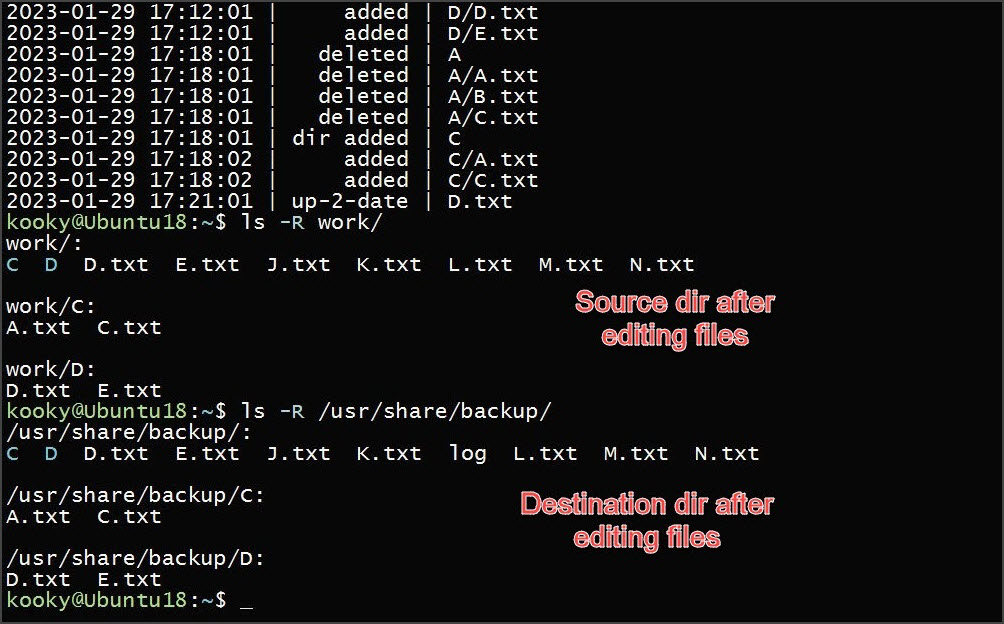 2023-01-29 17:12:01 |     added | D/D.txt
2023-01-29 17:12:01 |     added | D/E.txt
2023-01-29 17:18:01 |   deleted | A
2023-01-29 17:18:01 |   deleted | A/A.txt
2023-01-29 17:18:01 |   deleted | A/B.txt
2023-01-29 17:18:01 |   deleted | A/C.txt
2023-01-29 17:18:01 | dir added | C
2023-01-29 17:18:02 |     added | C/A.txt
2023-01-29 17:18:02 |     added | C/C.txt
2023-01-29 17:21:01 | up-2-date | D.txt
kooky@Ubuntu18:~$ ls -R work/
work/:
C  D  D.txt  E.txt  J.txt  K.txt  L.txt  M.txt  N.txt
work/C:
A.txt  C.txt
Source dir after
editing files
work/D:
D.txt  E.txt
kooky@Ubuntu18:~$ ls -R /usr/share/backup/
/usr/share/backup/:
C  D  D.txt  E.txt  J.txt  K.txt  log  L.txt  M.txt  N.txt
/usr/share/backup/C:
A.txt  C.txt
Destination dir after
editing files
/usr/share/backup/D:
D.txt  E.txt
kooky@Ubuntu18:~$ _